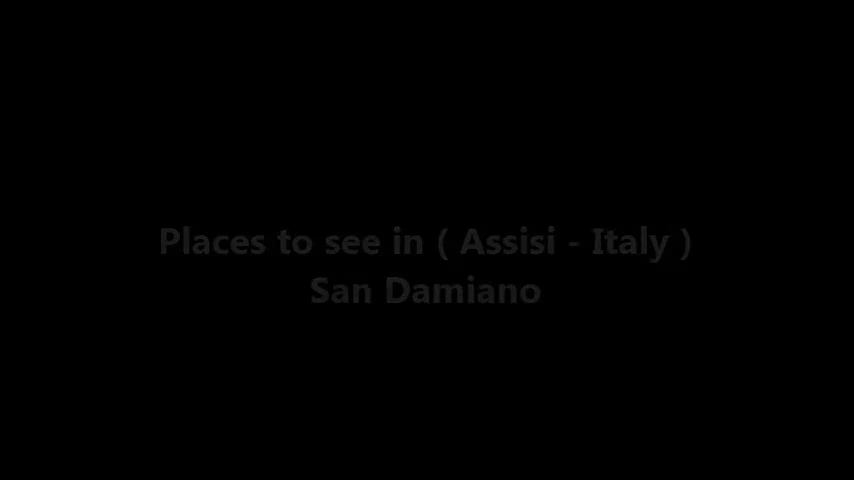 Places to see in ( Assisi - Italy )
San Damiano